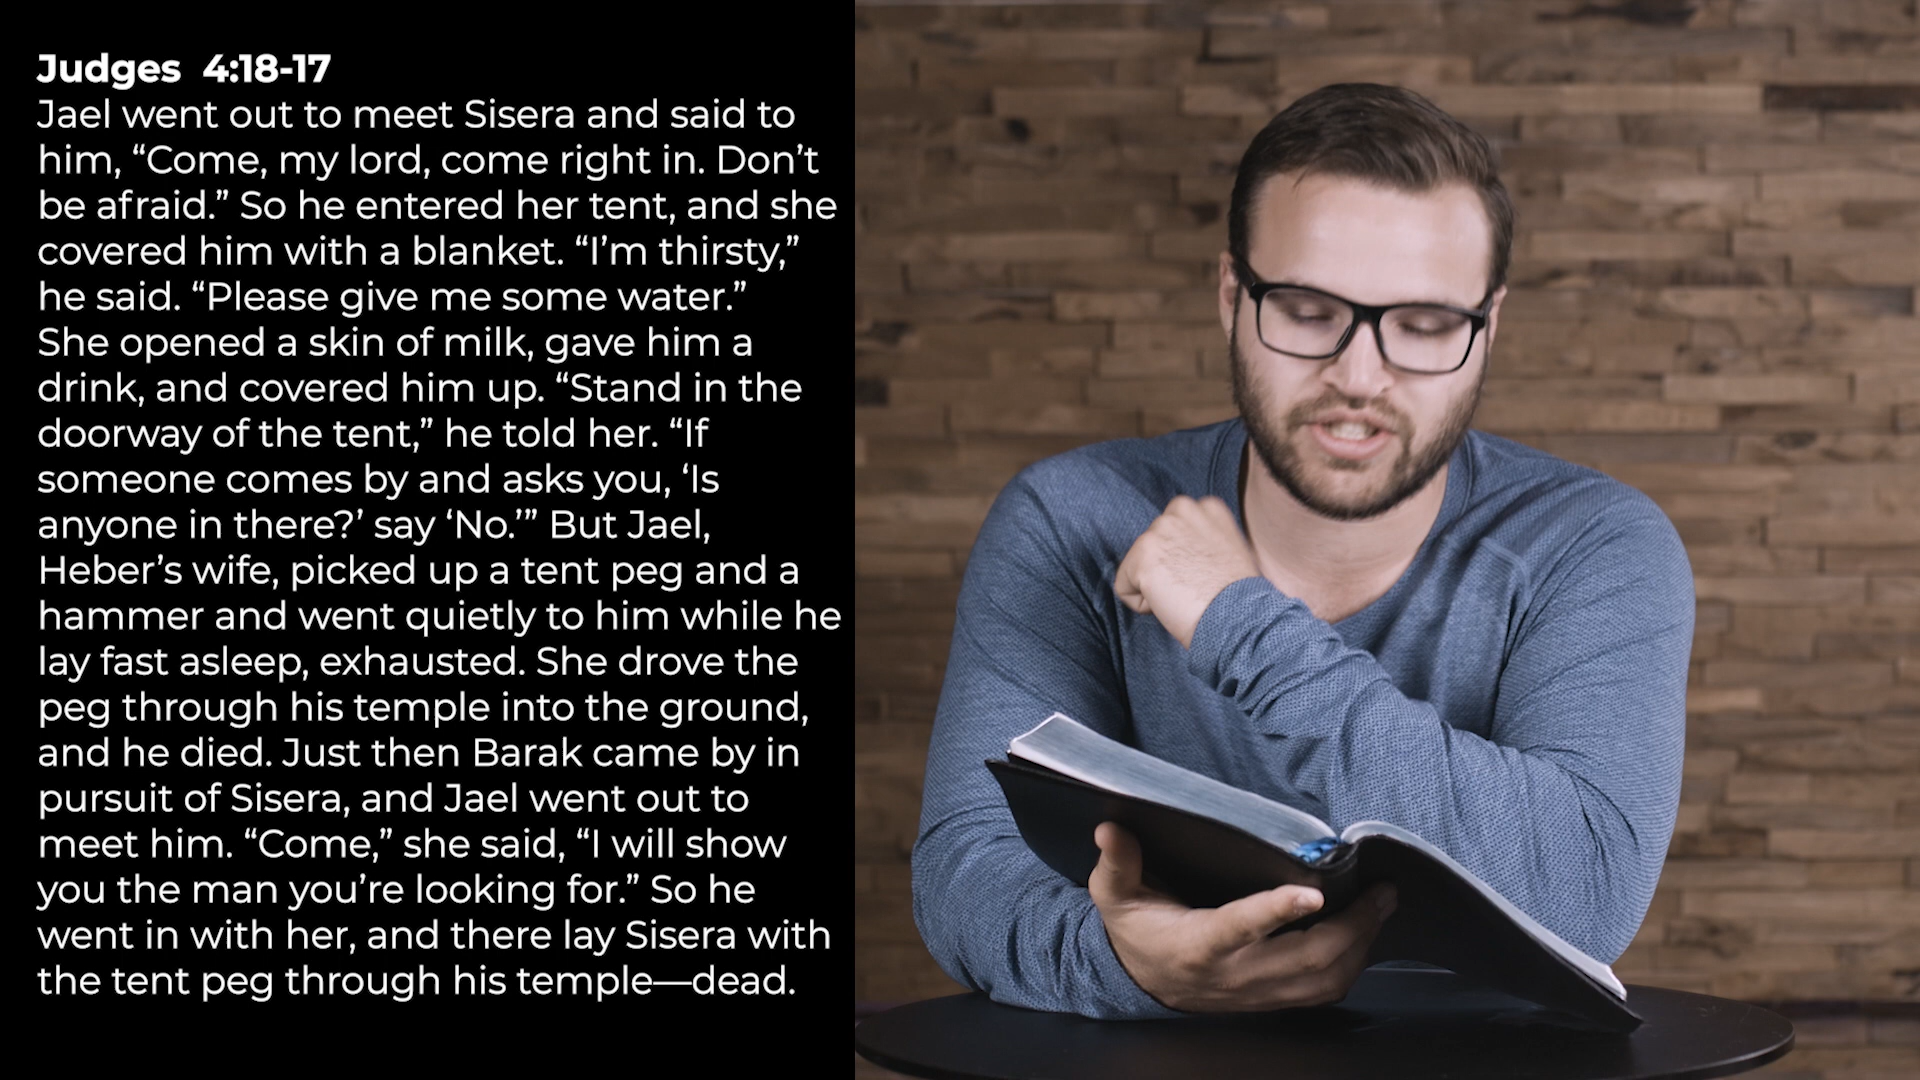 Judges  4:18-17
Jael went out to meet Sisera and said to
him, “Come, my lord, come right in. Don’t
be afraid.” So he entered her tent, and she
covered him with a blanket. “I’m thirsty,”
he said. “Please give me some water.”
She opened a skin of milk, gave him a
drink, and covered him up. “Stand in the
doorway of the tent,” he told her. “If
someone comes by and asks you, ‘Is
anyone in there?’ say ‘No.’” But Jael,
Heber’s wife, picked up a tent peg and a
hammer and went quietly to him while he
lay fast asleep, exhausted. She drove the
peg through his temple into the ground,
and he died. Just then Barak came by in
pursuit of Sisera, and Jael went out to
meet him. “Come,” she said, “I will show
you the man you’re looking for.” So he
went in with her, and there lay Sisera with
the tent peg through his temple—dead.